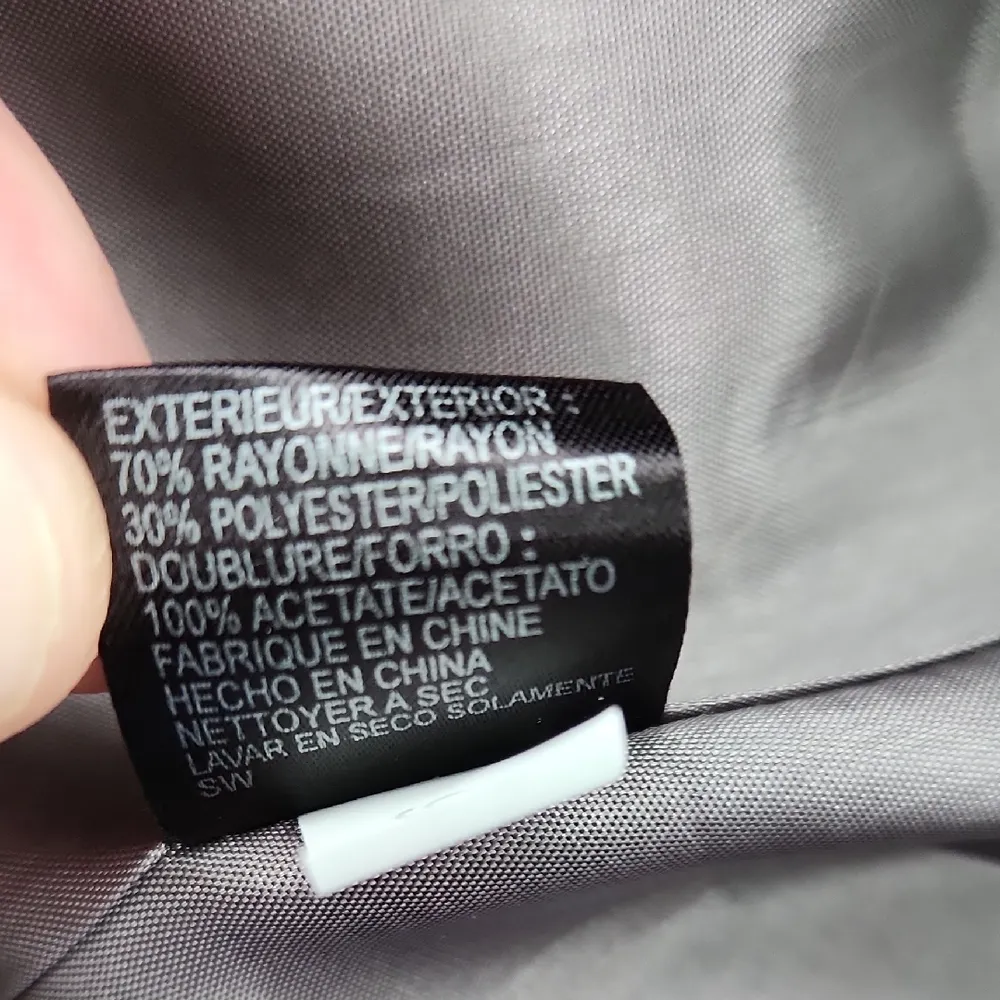 EXTERIEUR/EXTERIOR :
70% RAYONNE/RAYON
30% POLYESTER/POLIESTER
DOUBLURE/FORRO :
100% ACETATE/ACETATO
FABRIQUE EN CHINE
HECHO EN CHINA
NETTOYER A SEC
LAVAR EN SECO SOLAMENTE
SW